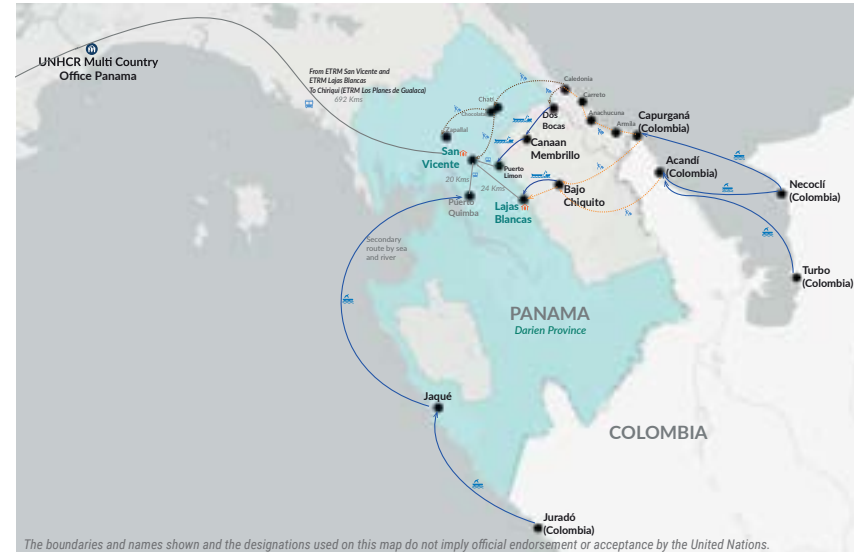 UNHCR Multi Country
Office Panama
From ETRM San Vicente and
ETRM Lajas Blancas
To Chiriquí (ETRM Los Planes de Gualaca)
692 Kms
Caledonia
Carreto
Anachucuna
Armila
Capurganá
(Colombia)
Acandí
(Colombia)
Necoclí
(Colombia)
Turbo
(Colombia)
Dos
Bocas
Canaan
Membrillo
Zapallal
San
Vicente
Puerto
Limon
20 Kms
24 Kms
Puerto
Quimba
Lajas
Blancas
Bajo
Chiquito
Secondary
route by sea
and river
PANAMA
Darien Province
Jaqué
COLOMBIA
Juradó
(Colombia)
The boundaries and names shown and the designations used on this map do not imply official endorsement or acceptance by the United Nations.